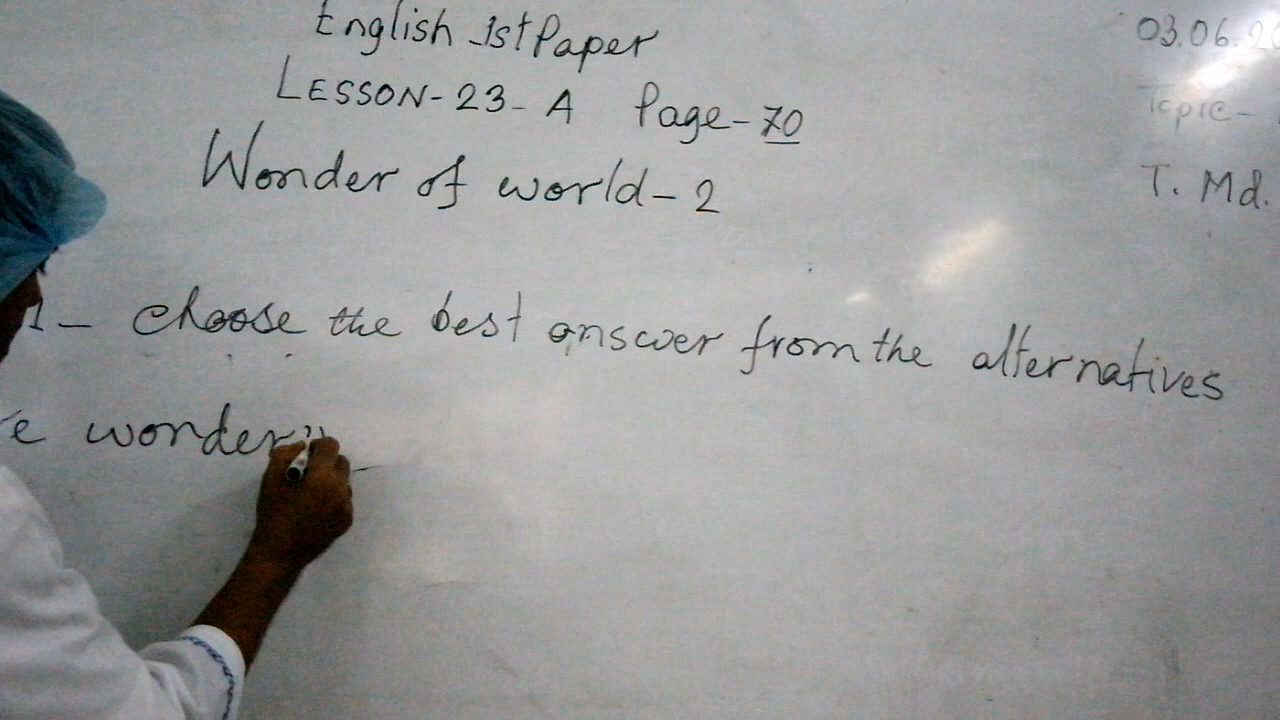 English 1st Paper
LESSON-23-A Page-70
Wonder of world-2
03.06.
Topic-
T. Md.
1- choose the best answer from the alternatives
wonder